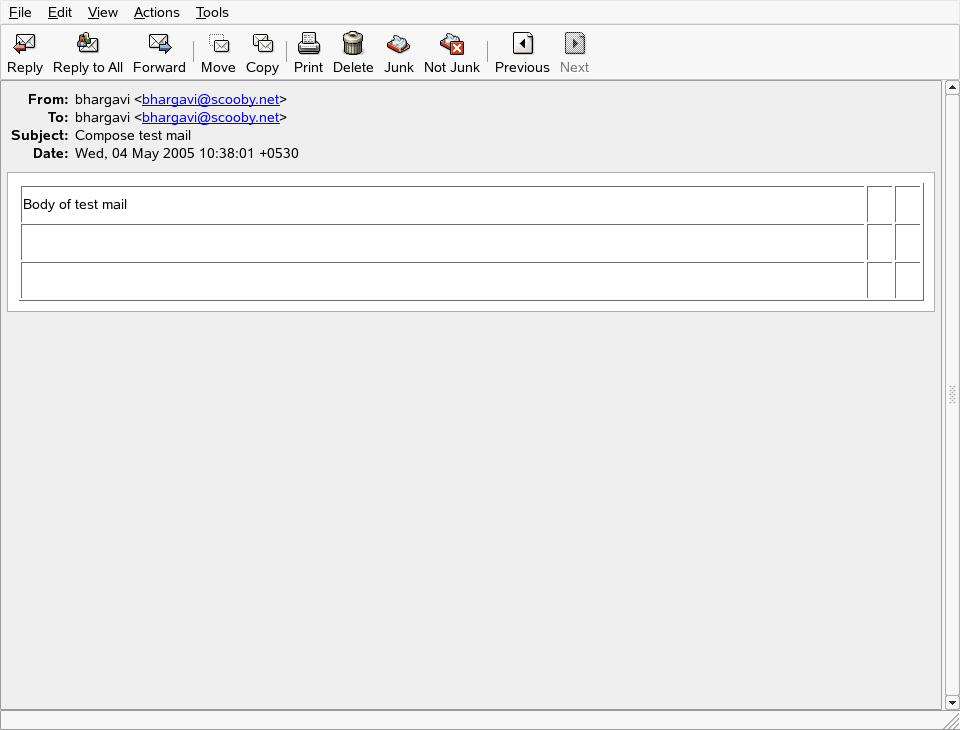 File Edit View Actions Tools
Reply Reply to All Forward Move Copy Print Delete Junk Not Junk Previous Next
From: bhargavi <bhargavi@scooby.net>
To: bhargavi <bhargavi@scooby.net>
Subject: Compose test mail
Date: Wed, 04 May 2005 10:38:01 +0530
Body of test mail